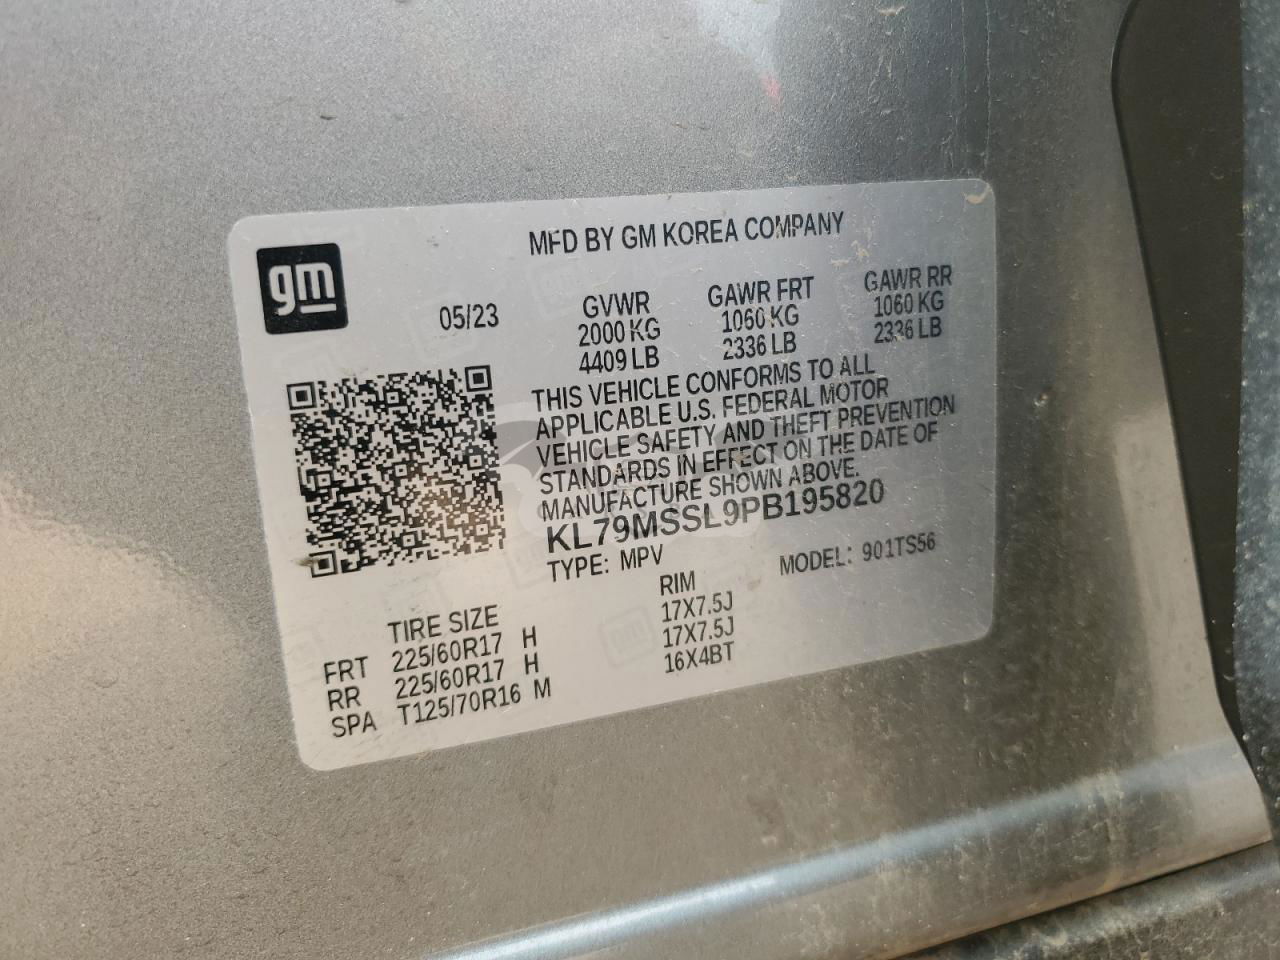 gm
MFD BY GM KOREA COMPANY
05/23
GVWR GAWR FRT GAWR RR
2000 KG 1060 KG 1060 KG
4409 LB 2336 LB 2336 LB
THIS VEHICLE CONFORMS TO ALL
APPLICABLE U.S. FEDERAL MOTOR
VEHICLE SAFETY AND THEFT PREVENTION
STANDARDS IN EFFECT ON THE DATE OF
MANUFACTURE SHOWN ABOVE.
KL79MSSL9PB195820
TYPE: MPV MODEL: 901TS56
TIRE SIZE RIM
FRT 225/60R17 H 17X7.5J
RR 225/60R17 H 17X7.5J
SPA T125/70R16 M 16X4BT